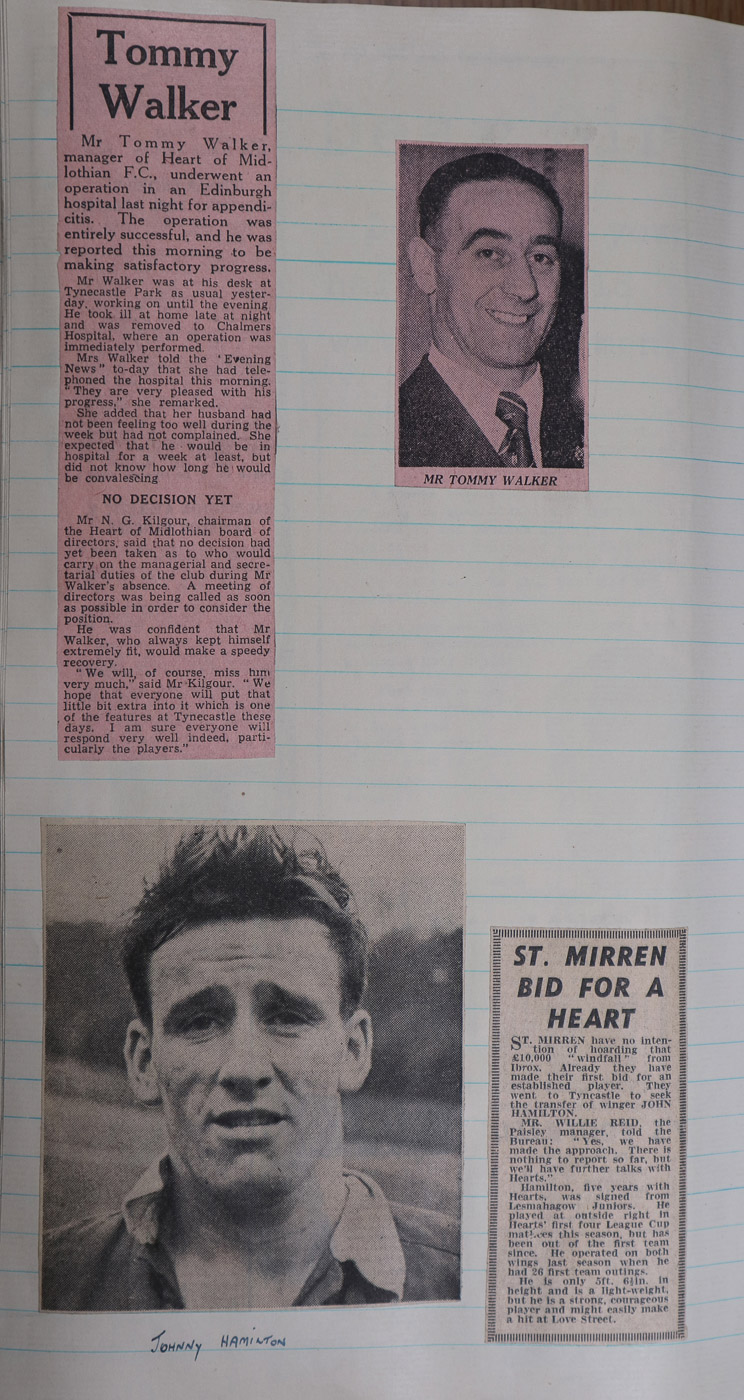 Tommy
Walker
Mr Tommy Walker,
manager of Heart of Mid-
lothian F.C., underwent an
operation in an Edinburgh
hospital last night for appendi-
citis. The operation was
entirely successful, and he was
reported this morning to be
making satisfactory progress.
Mr Walker was at his desk at
Tynecastle Park as usual yester-
day, working on until the evening
He took ill at home late at night
and was removed to Chalmers
Hospital, where an operation was
immediately performed.
Mrs Walker told the "Evening
News" to-day that she had tele-
phoned the hospital this morning.
"They are very pleased with his
progress," she remarked.
She added that her husband had
not been feeling too well during the
week but had not complained. She
expected that he would be in
hospital for a week at least, but
did not know how long he would
be convalescing
NO DECISION YET
Mr N. G. Kilgour, chairman of
the Heart of Midlothian board of
directors, said that no decision had
yet been taken as to who would
carry on the managerial and secre-
tarial duties of the club during Mr
Walker's absence. A meeting of
directors was being called as soon
as possible in order to consider the
position.
He was confident that Mr
Walker, who always kept himself
extremely fit, would make a speedy
recovery.
"We will, of course, miss him
very much," said Mr Kilgour. "We
hope that everyone will put that
little bit extra into it which is one
of the features at Tynecastle these
days. I am sure everyone will
respond very well indeed, parti-
cularly the players."
MR TOMMY WALKER
JOHNNY HAMILTON
ST. MIRREN
BID FOR A
HEART
ST. MIRREN have no inten-
tion of hoarding that
£10,000 "windfall" from
Ibrox. Already they have
made their first bid for an
established player. They
went to Tyncastle to seek
the transfer of winger JOHN
HAMILTON.
MR. WILLIE REID, the
Paisley manager, told the
Bureau: "Yes, we have
made the approach. There is
nothing to report so far, but
we'll have further talks with
Hearts."
Hamilton, five years with
Hearts, was signed from
Lesmahagow Juniors. He
played at outside right in
Hearts' first four League Cup
matches this season, but has
been out of the first team
since. He operated on both
wings last season when he
had 26 first team outings.
He is only 5ft. 6½in. in
height and is a light-weight,
but he is a strong, courageous
player and might easily make
a hit at Love Street.